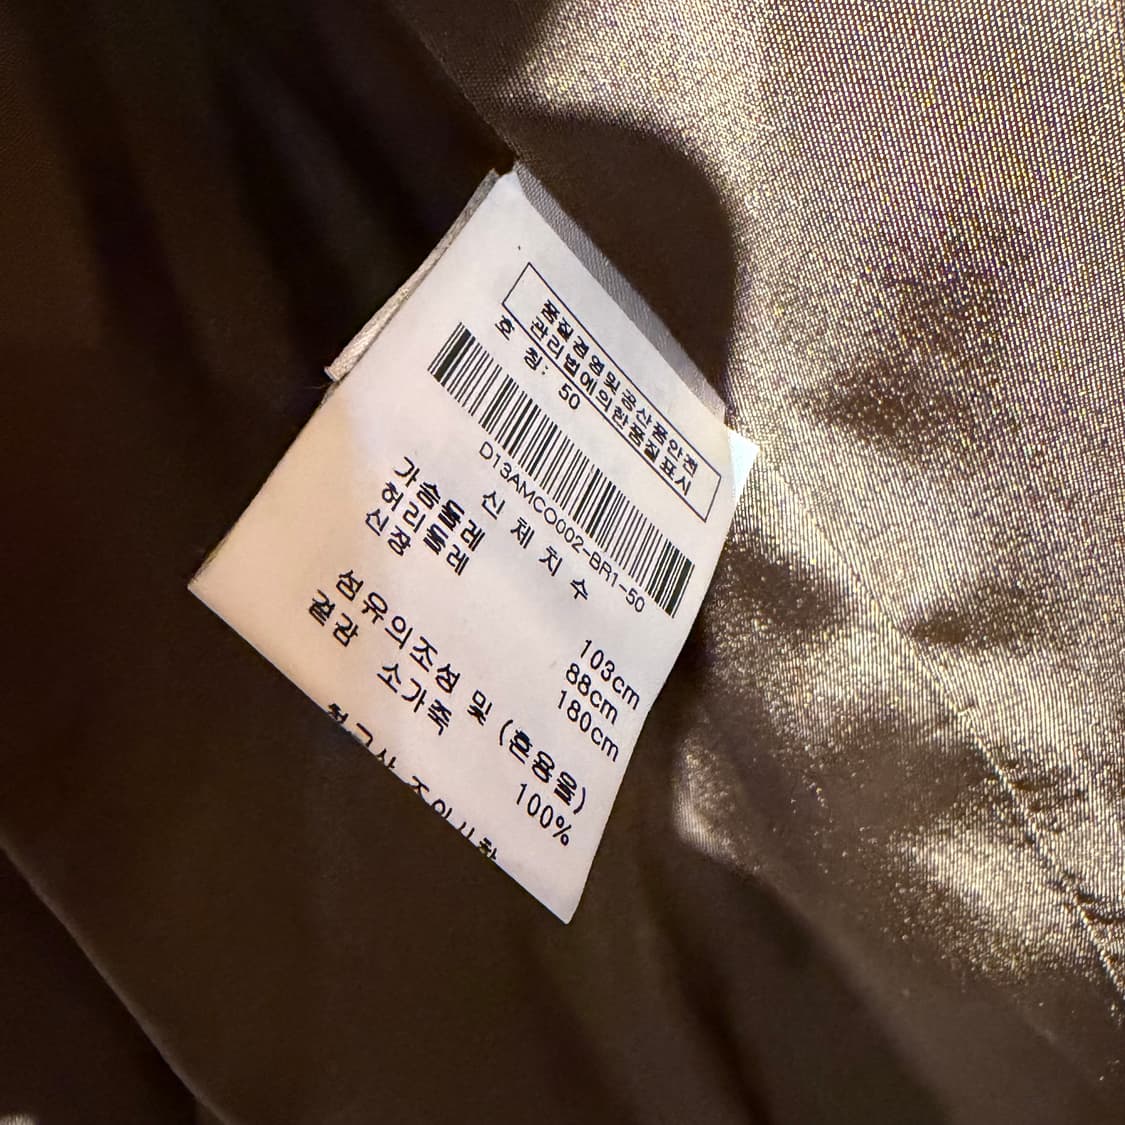 품질경영및공산품안전
관리법에의한품질표시
호 칭: 50
D13AMCO002-BR1-50
신 체 치 수
가슴둘레 103cm
허리둘레 88cm
신장 180cm
섬유의조성 및 (혼용율)
겉감 소가죽 100%